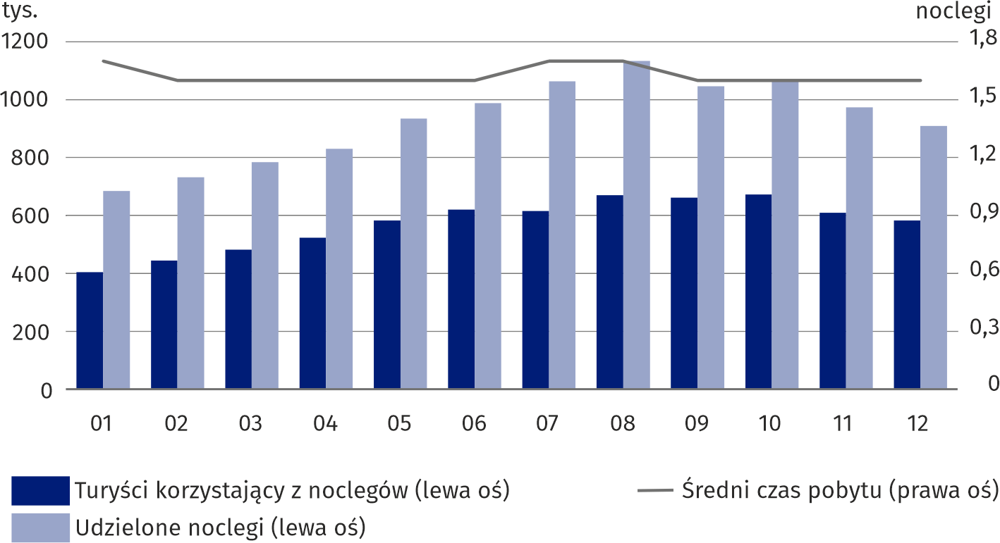 tys.
noclegi
1200
1000
800
600
400
200
0
1,8
1,5
1,2
0,9
0,6
0,3
0
01 02 03 04 05 06 07 08 09 10 11 12
Turyści korzystający z noclegów (lewa oś)
Średni czas pobytu (prawa oś)
Udzielone noclegi (lewa oś)